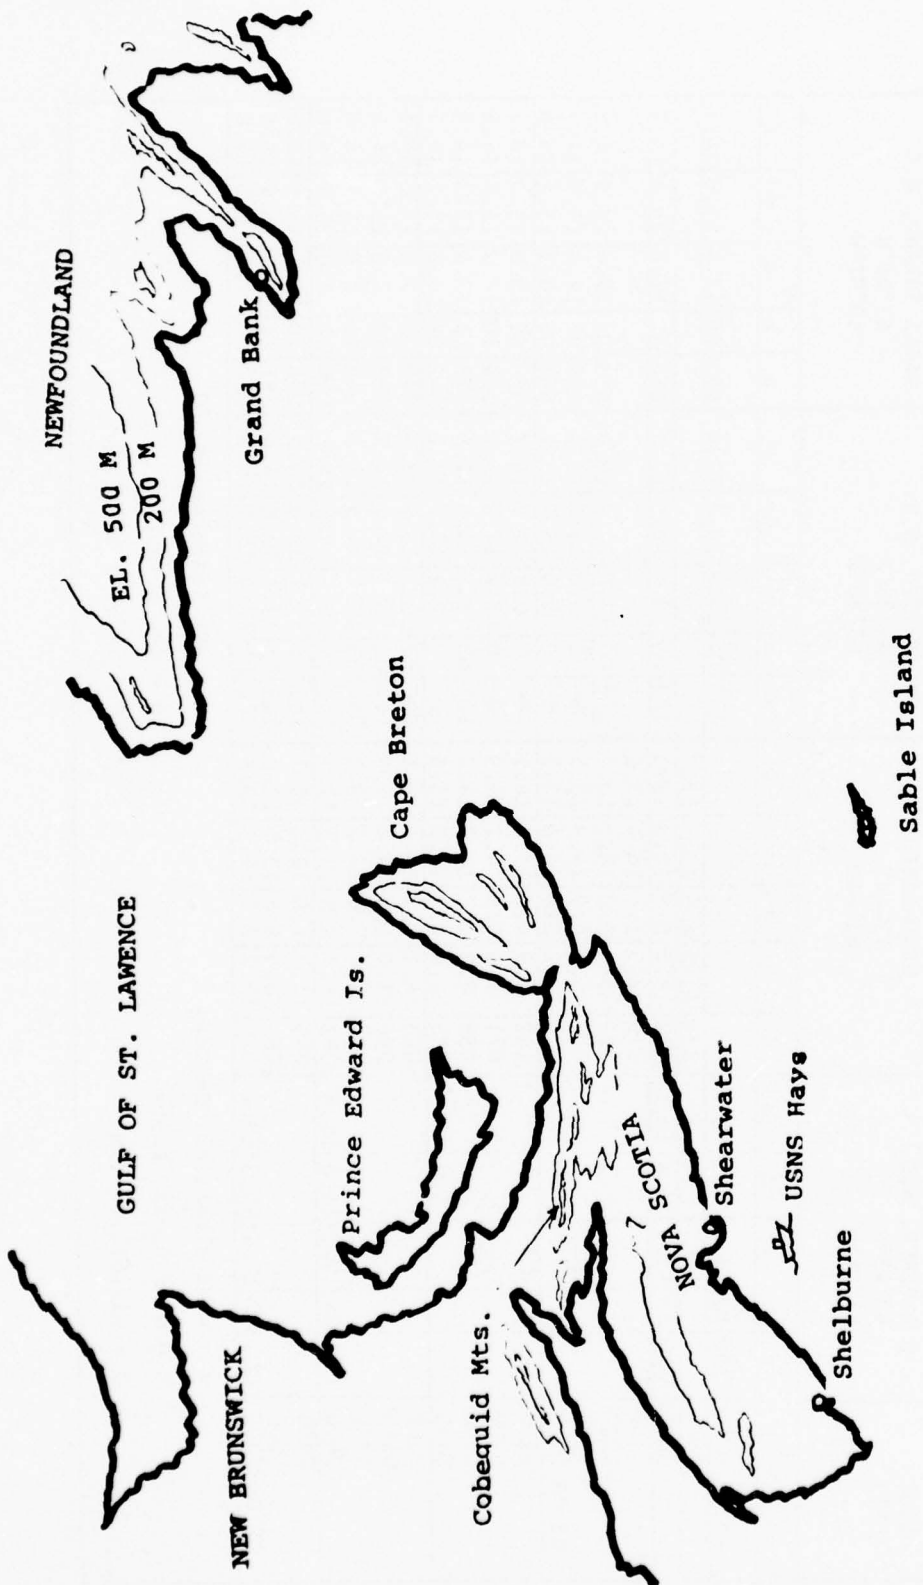 NEWFOUNDLAND
EL. 500 M
200 M
Grand Bank
GULF OF ST. LAWENCE
Cape Breton
Prince Edward Is.
NEW BRUNSWICK
Cobequid Mts.
NOVA SCOTIA
Shearwater
USNS Hays
Shelburne
Sable Island